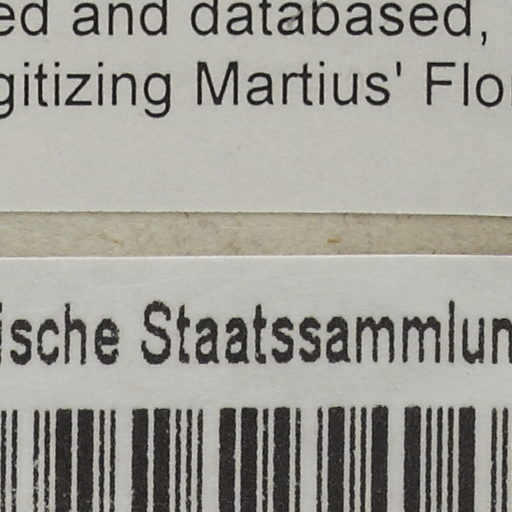 ed and databased,
gitizing Martius' Flo
ische Staatssammlun